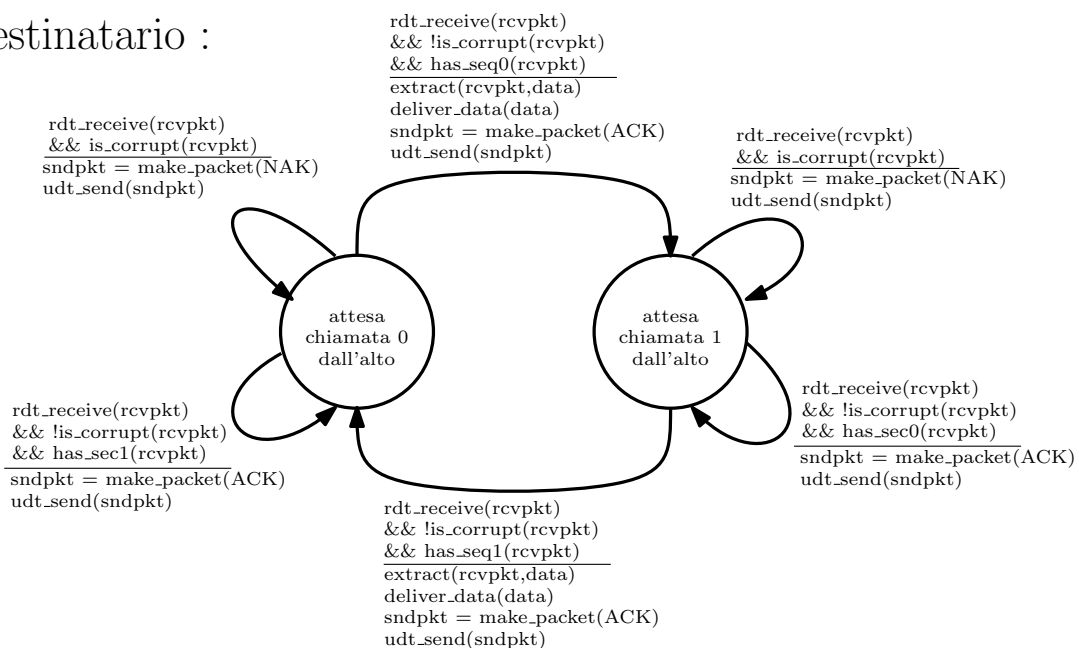 estinatario :
rdt_receive(rcvpkt)
&& !is_corrupt(rcvpkt)
&& has_seq0(rcvpkt)
extract(rcvpkt,data)
deliver_data(data)
sndpkt = make_packet(ACK)
udt_send(sndpkt)
rdt_receive(rcvpkt)
&& is_corrupt(rcvpkt)
sndpkt = make_packet(NAK)
udt_send(sndpkt)
rdt_receive(rcvpkt)
&& is_corrupt(rcvpkt)
sndpkt = make_packet(NAK)
udt_send(sndpkt)
attesa
chiamata 0
dall'alto
attesa
chiamata 1
dall'alto
rdt_receive(rcvpkt)
&& !is_corrupt(rcvpkt)
&& has_sec1(rcvpkt)
sndpkt = make_packet(ACK)
udt_send(sndpkt)
rdt_receive(rcvpkt)
&& !is_corrupt(rcvpkt)
&& has_sec0(rcvpkt)
sndpkt = make_packet(ACK)
udt_send(sndpkt)
rdt_receive(rcvpkt)
&& !is_corrupt(rcvpkt)
&& has_seq1(rcvpkt)
extract(rcvpkt,data)
deliver_data(data)
sndpkt = make_packet(ACK)
udt_send(sndpkt)